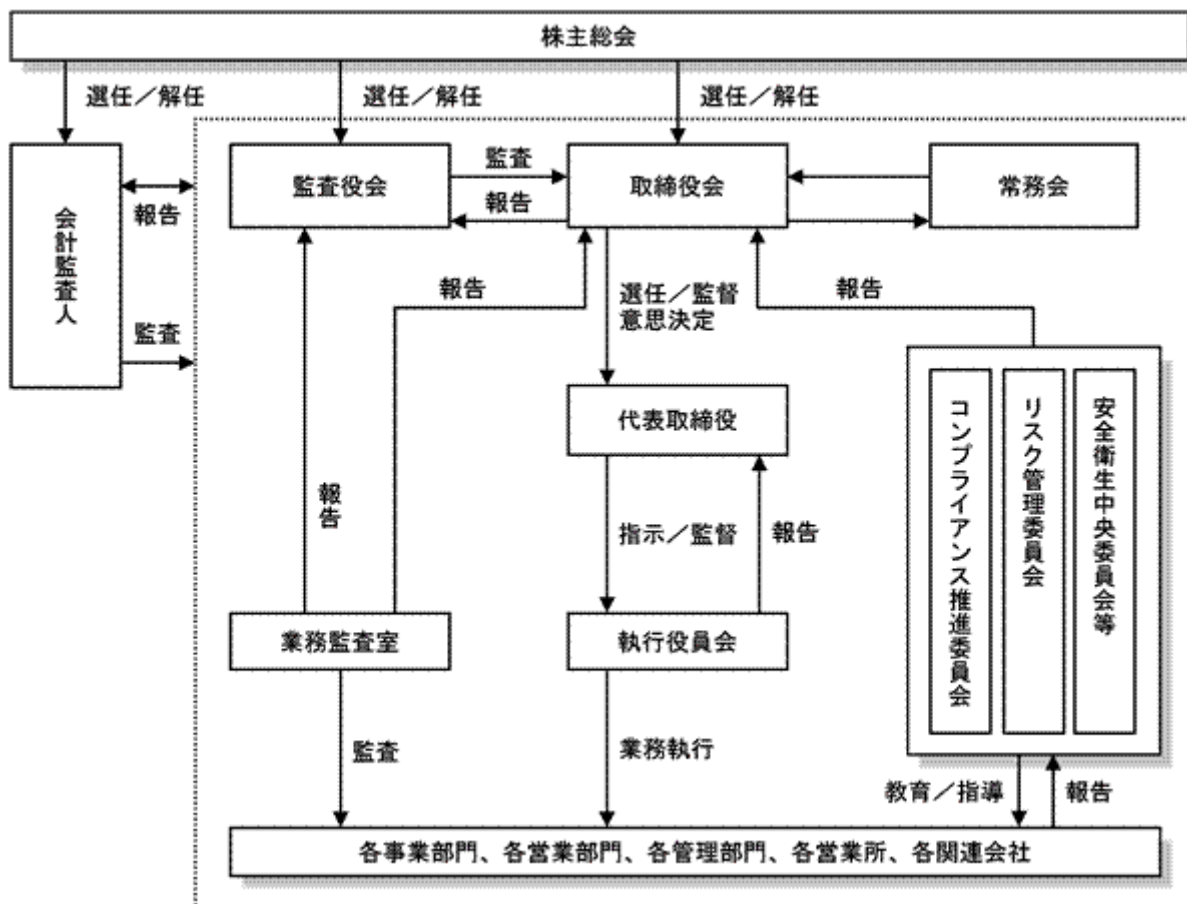 株主総会
選任／解任
選任／解任
選任／解任
会計監査人
報告
監査
監査役会
監査
報告
取締役会
常務会
報告
選任／監督
意思決定
報告
代表取締役
報告
指示／監督
報告
コンプライアンス推進委員会
リスク管理委員会
安全衛生中央委員会等
業務監査室
執行役員会
監査
業務執行
教育／指導
報告
各事業部門、各営業部門、各管理部門、各営業所、各関連会社